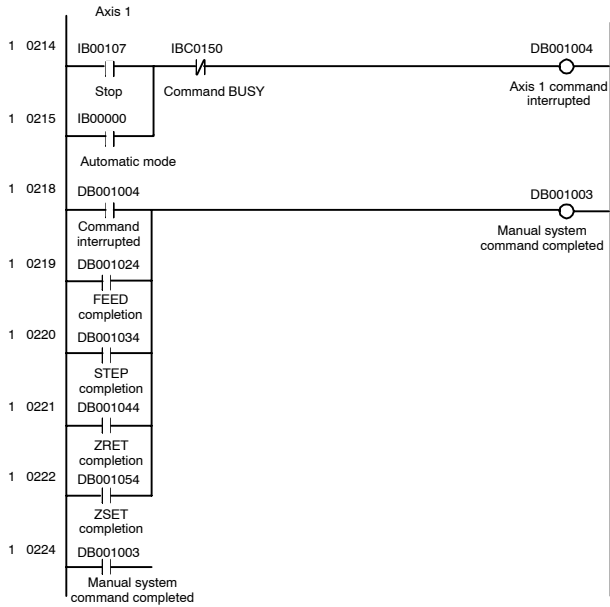 Axis 1
1 0214 IB00107 IBC0150 DB001004
Stop Command BUSY Axis 1 command
interrupted
1 0215 IB00000
Automatic mode
1 0218 DB001004 DB001003
Command
interrupted
Manual system
command completed
1 0219 DB001024
FEED
completion
1 0220 DB001034
STEP
completion
1 0221 DB001044
ZRET
completion
1 0222 DB001054
ZSET
completion
1 0224 DB001003
Manual system
command completed